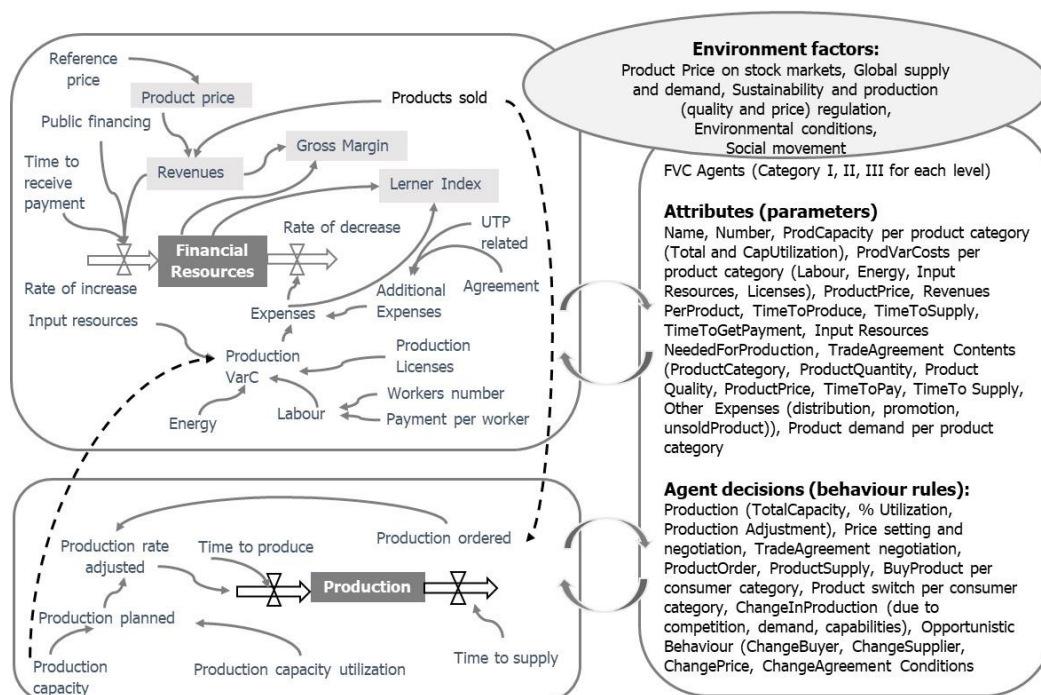 Reference
price
Product price
Products sold
Public financing
Gross Margin
Time to
receive
payment
Revenues
Lerner Index
UTP
related
Rate of decrease
Financial
Resources
Rate of increase
Agreement
Additional
Expenses
Expenses
Input resources
Production
VarC
Production
Licenses
Workers number
Energy
Labour
Payment per worker
Production rate
adjusted
Time to produce
Production ordered
Production
Production planned
Production
capacity
Production capacity utilization
Time to supply
Environment factors:
Product Price on stock markets, Global supply
and demand, Sustainability and production
(quality and price) regulation,
Environmental conditions,
Social movement
FVC Agents (Category I, II, III for each level)
Attributes (parameters)
Name, Number, ProdCapacity per product category
(Total and CapUtilization), ProdVarCosts per
product category (Labour, Energy, Input
Resources, Licenses), ProductPrice, Revenues
PerProduct, TimeToProduce, TimeToSupply,
TimeToGetPayment, Input Resources
NeededForProduction, TradeAgreement Contents
(ProductCategory, ProductQuantity, Product
Quality, ProductPrice, TimeToPay, TimeTo Supply,
Other Expenses (distribution, promotion,
unsoldProduct)), Product demand per product
category
Agent decisions (behaviour rules):
Production (TotalCapacity, % Utilization,
Production Adjustment), Price setting and
negotiation, TradeAgreement negotiation,
ProductOrder, ProductSupply, BuyProduct per
consumer category, Product switch per consumer
category, ChangeInProduction (due to
competition, demand, capabilities), Opportunistic
Behaviour (ChangeBuyer, ChangeSupplier,
ChangePrice, ChangeAgreement Conditions